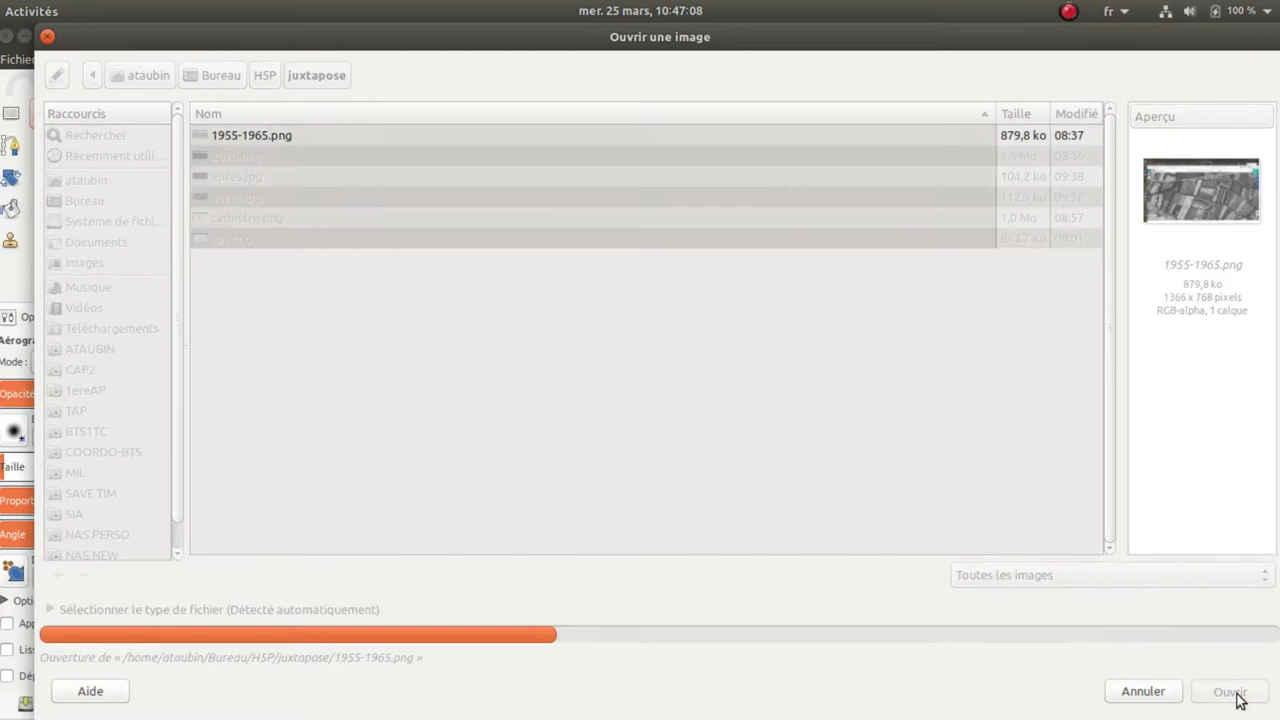 Activités
mer. 25 mars, 10:47:08
fr
100 %
Ouvrir une image
Fichier
ataubin
Bureau
H5P
juxtapose
Raccourcis
Rechercher
Récemment utili...
ataubin
Bureau
Système de fichi...
Documents
Images
Musique
Vidéos
Téléchargements
ATAUBIN
CAP2
1ereAP
TAP
BTS1TC
COORDO-BTS
MiL
SAVE TIM
SIA
NAS PERSO
NAS NEW
Nom
Taille
Modifié
1955-1965.png
879,8 ko
08:37
1,5 Mo
08:36
apres.jpg
104,2 ko
09:38
112,9 ko
09:38
cadastre.png
1,0 Mo
08:57
843,7 ko
09:01
Aperçu
1955-1965.png
879,8 ko
1366 x 768 pixels
RGB-alpha, 1 calque
Op
Aérogr
Mode :
Opacité
Taille
Proport
Angle
Opti
App
Liss
Dép
Toutes les images
Sélectionner le type de fichier (Détecté automatiquement)
Ouverture de « /home/ataubin/Bureau/H5P/juxtapose/1955-1965.png »
Aide
Annuler
Ouvrir